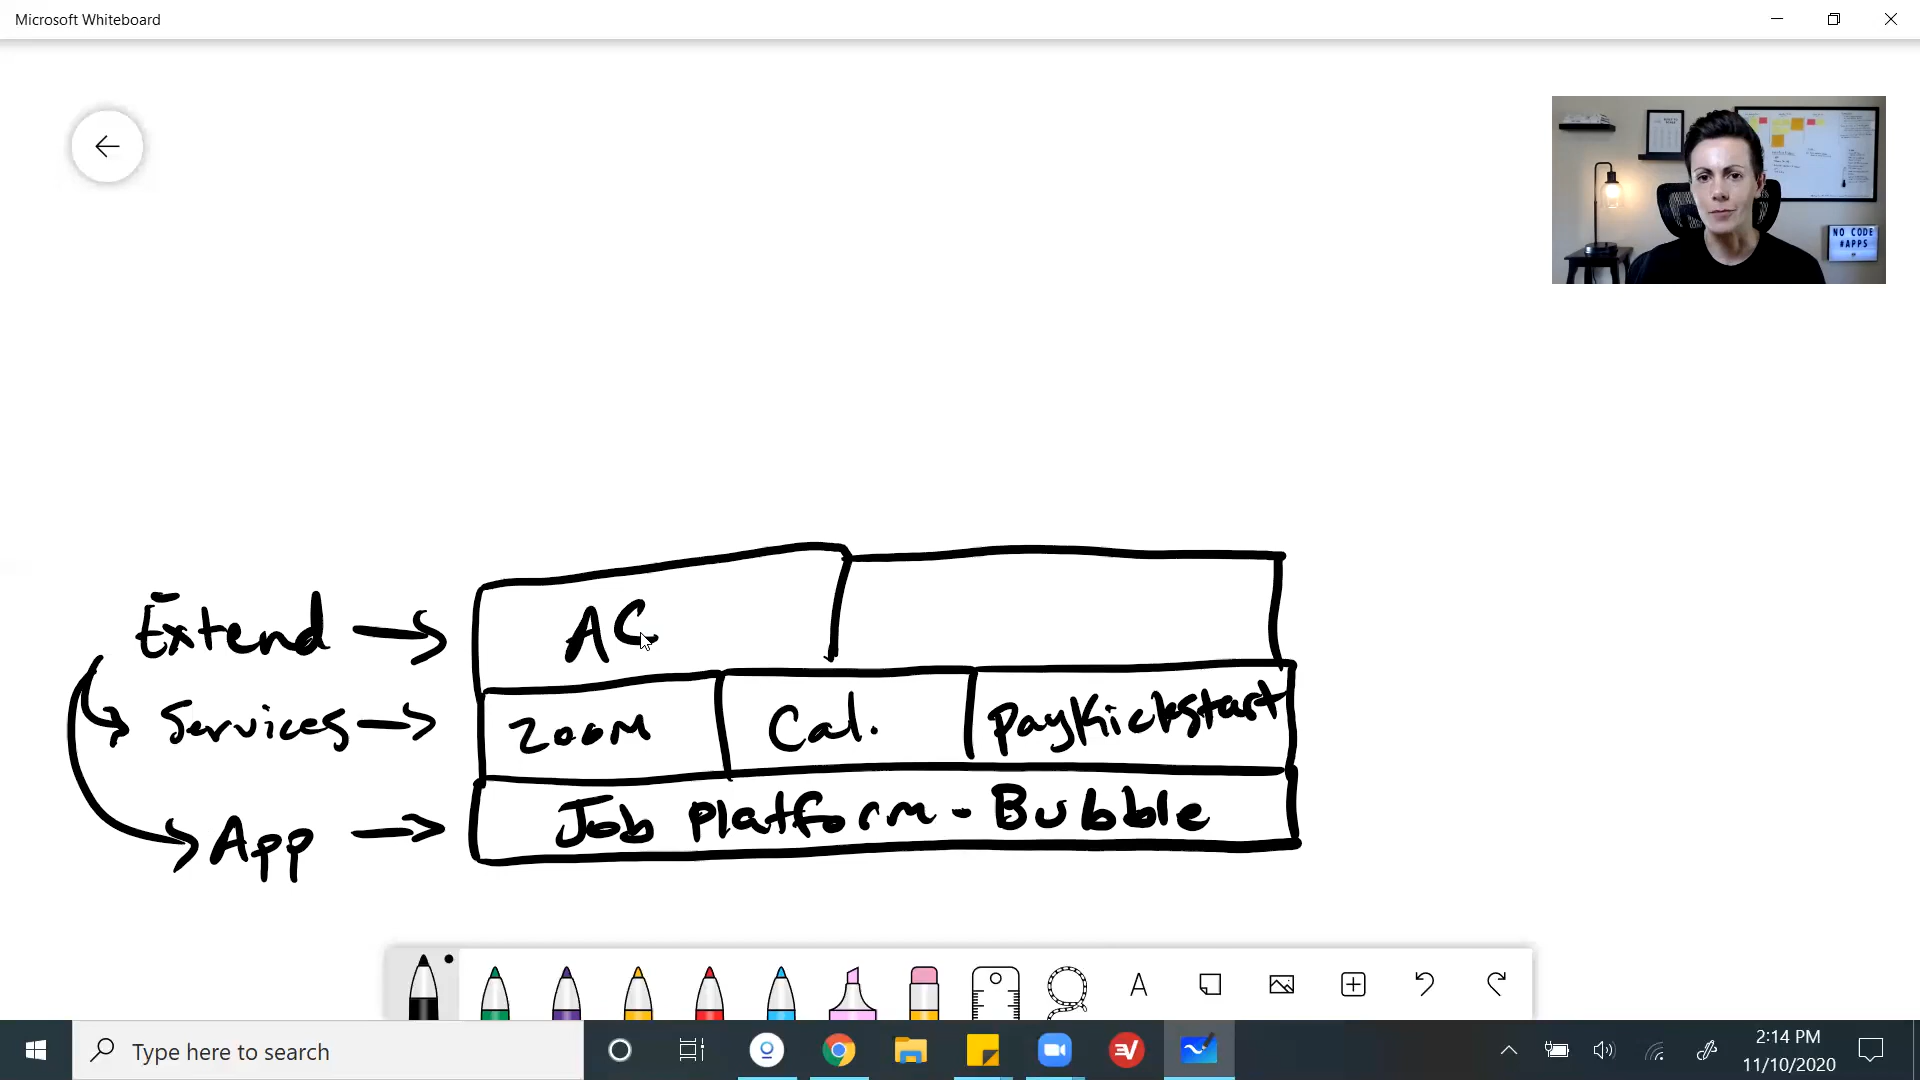 Microsoft Whiteboard
NO CODE
#APPS
Extend → AC
Services → Zoom Cal. PayKickstart
App → Job Platform - Bubble
A
Type here to search
2:14 PM
11/10/2020